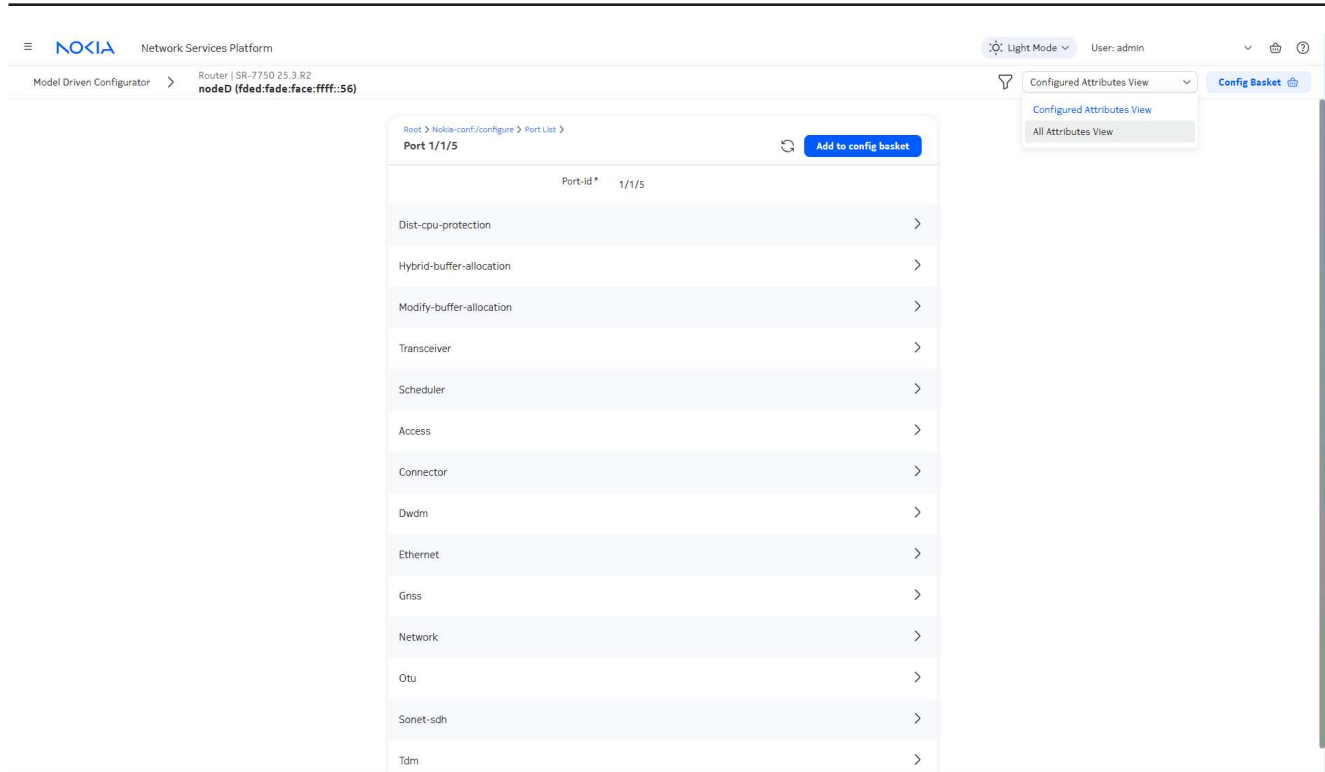 NOKIA Network Services Platform Light Mode User: admin
Model Driven Configurator > Router | SR-7750 25.3.R2 Configured Attributes View Config Basket
nodeD (fded:fade:face:ffff::56)
Configured Attributes View
All Attributes View
Root > Nokia-conf:/configure > Port List >
Port 1/1/5 Add to config basket
Port-id * 1/1/5
Dist-cpu-protection
Hybrid-buffer-allocation
Modify-buffer-allocation
Transceiver
Scheduler
Access
Connector
Dwdm
Ethernet
Gnss
Network
Otu
Sonet-sdh
Tdm